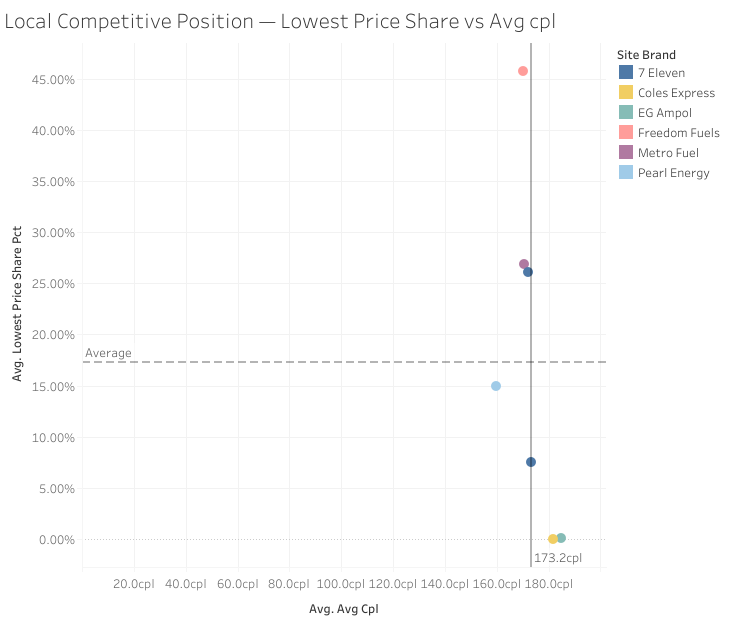 Local Competitive Position — Lowest Price Share vs Avg cpl
Site Brand
7 Eleven
Coles Express
EG Ampol
Freedom Fuels
Metro Fuel
Pearl Energy
Avg. Lowest Price Share Pct
45.00%
40.00%
35.00%
30.00%
25.00%
20.00%
Average
15.00%
10.00%
5.00%
0.00%
173.2cpl
20.0cpl 40.0cpl 60.0cpl 80.0cpl 100.0cpl 120.0cpl 140.0cpl 160.0cpl 180.0cpl
Avg. Avg Cpl